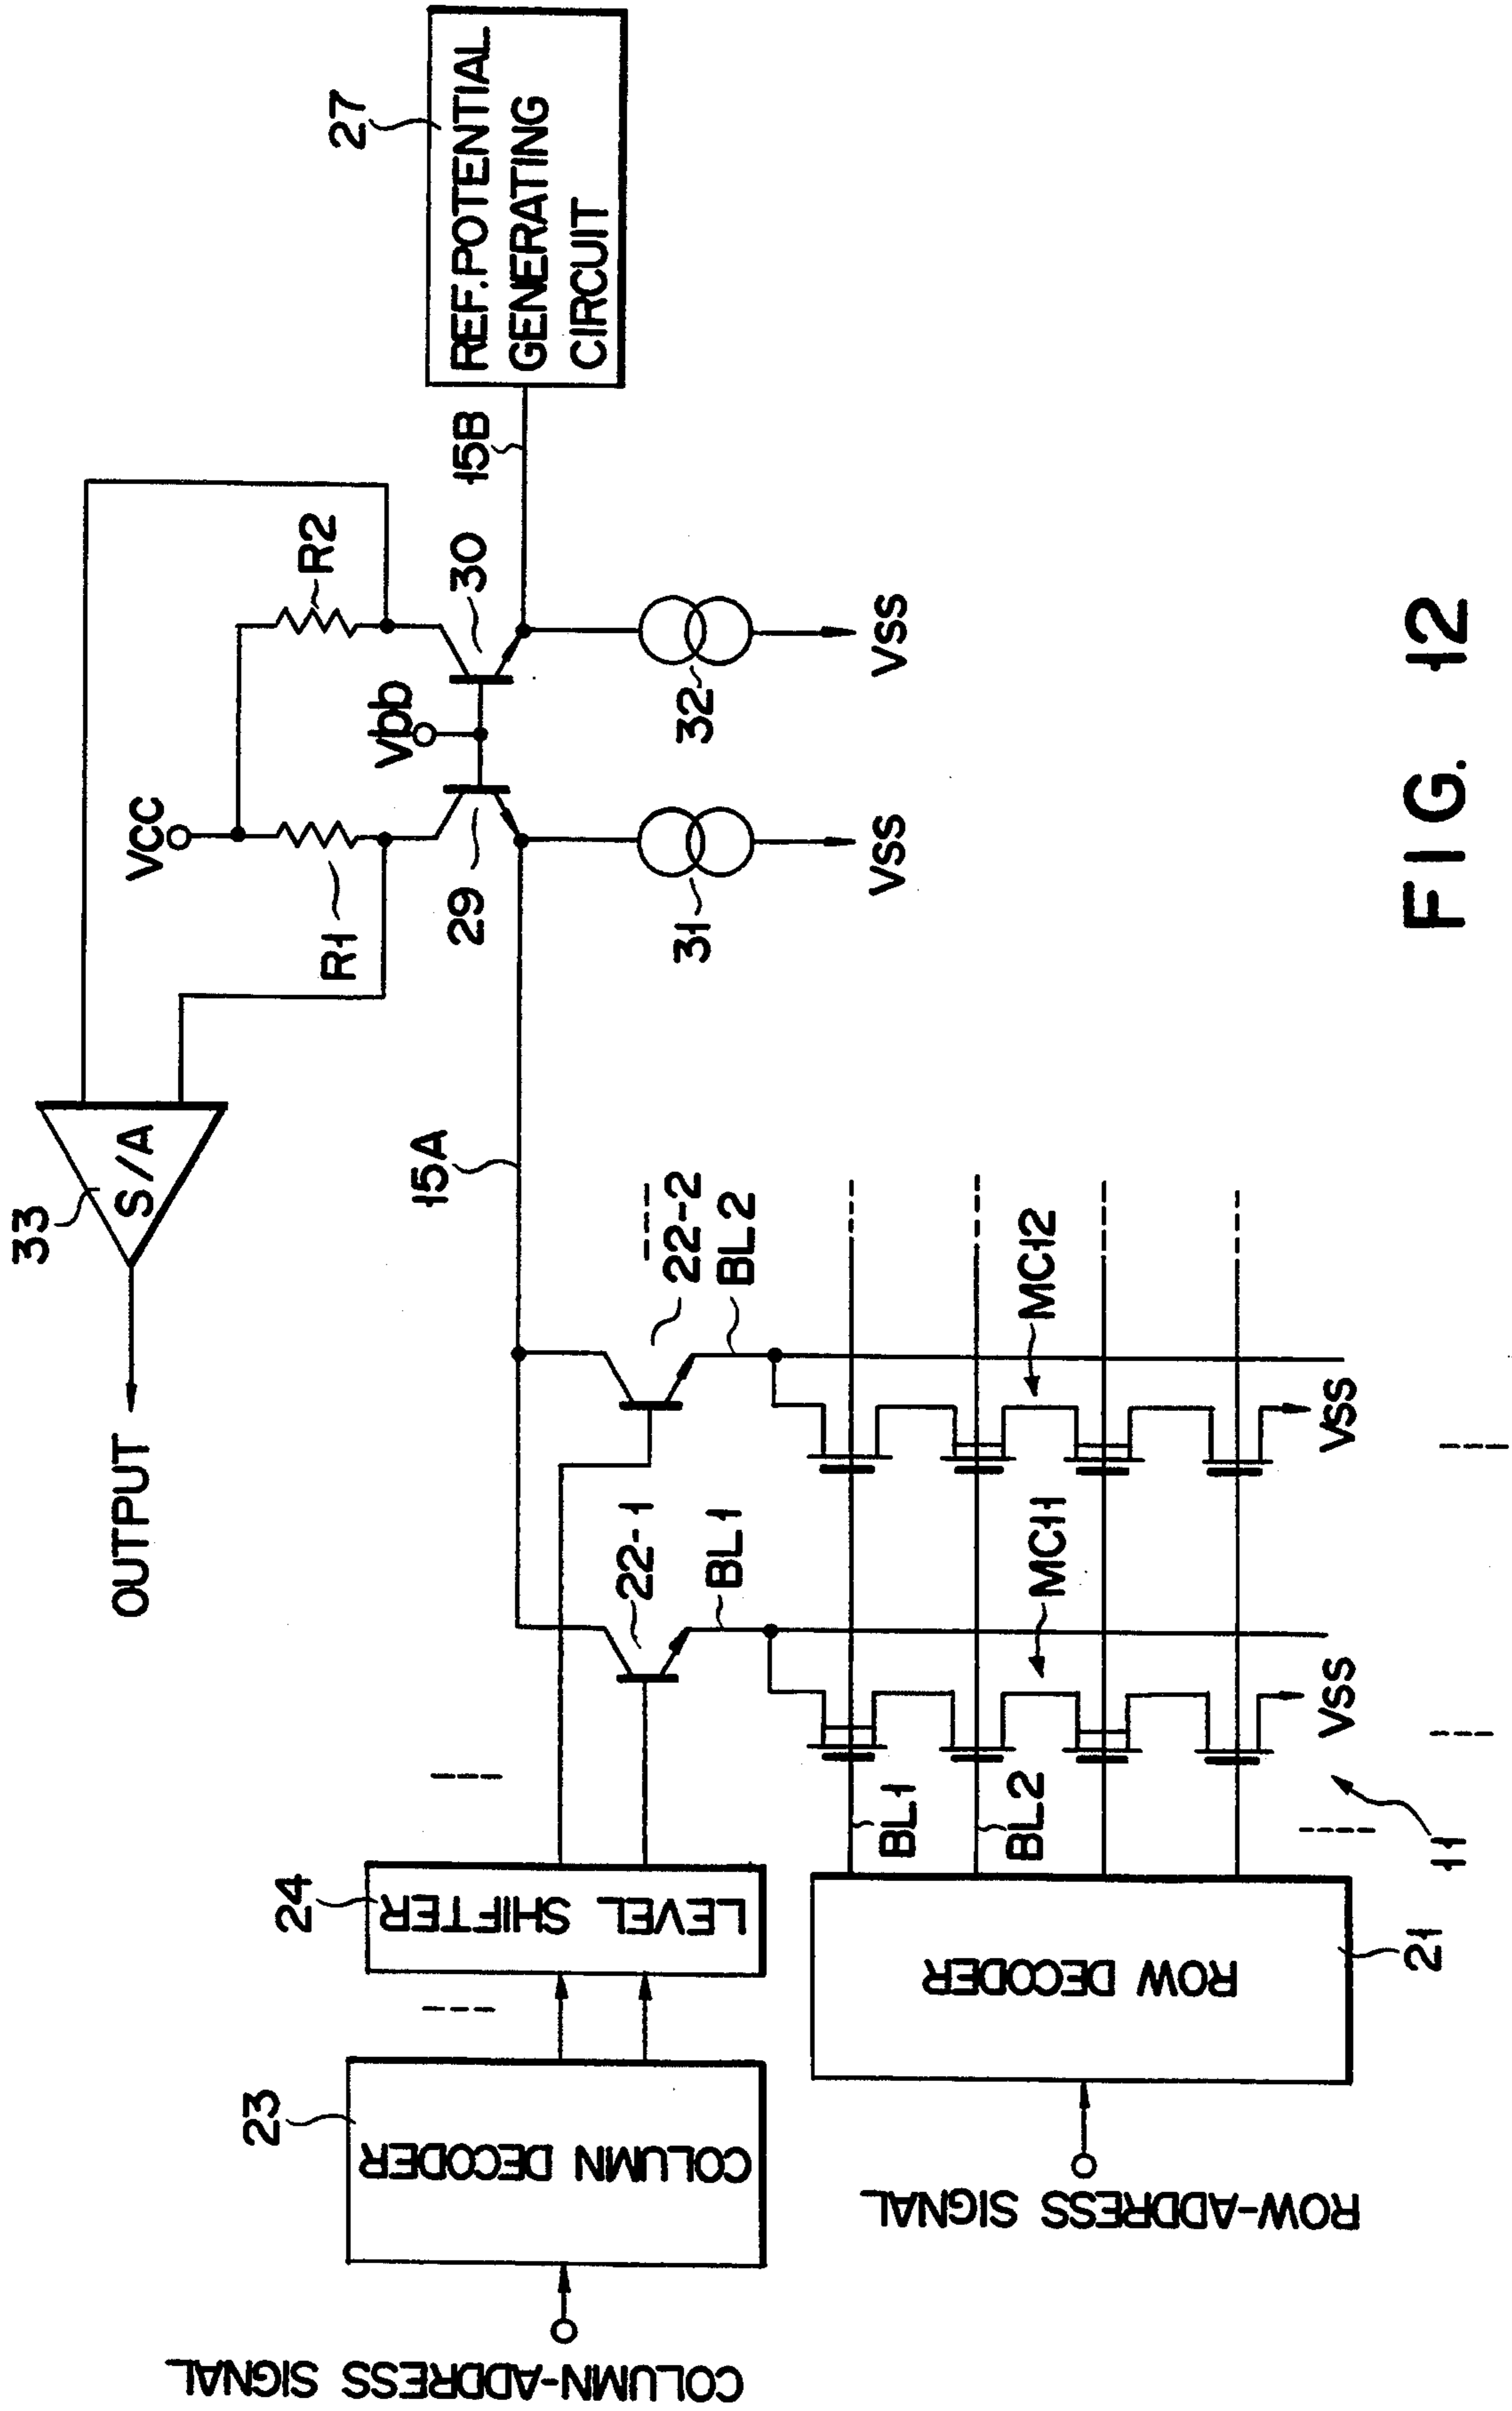 33
S/A
OUTPUT
VCC
R1
R2
Vbb
29
30
27
REF.POTENTIAL
GENERATING
CIRCUIT
15A
15B
31
32
VSS
VSS
23
COLUMN DECODER
24
LEVEL SHIFTER
COLUMN-ADDRESS SIGNAL
22-1
22-2
BL1
BL2
MC11
MC12
BL1
BL2
VSS
VSS
ROW DECODER
21
11
ROW-ADDRESS SIGNAL
FIG. 12